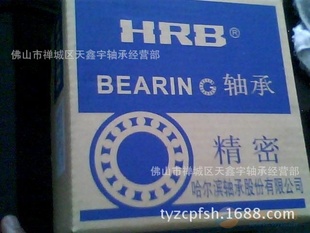 HRB®
佛山市禅城区天鑫宇轴承经营部
BEARING 轴承
精密
佛山市禅城区天鑫宇轴承经营部
哈尔滨轴承股份有限公司
tyzcpfsh.1688.com